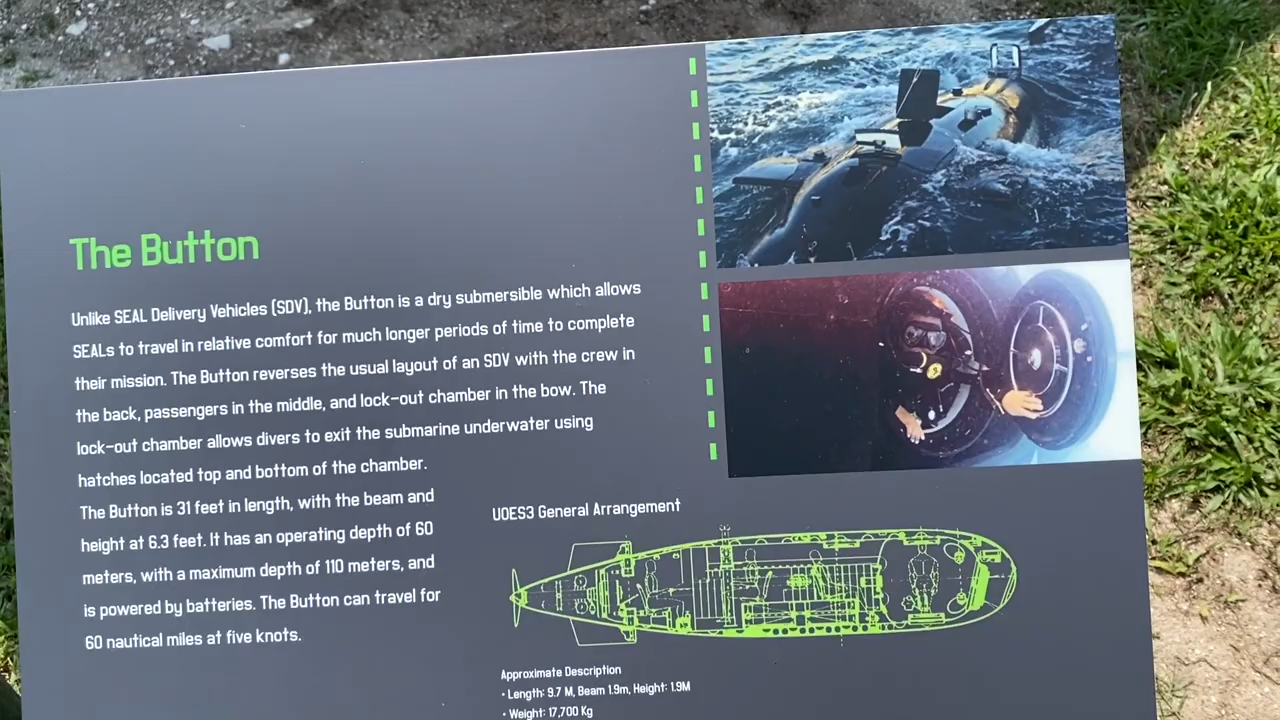 The Button
Unlike SEAL Delivery Vehicles (SDV), the Button is a dry submersible which allows
SEALs to travel in relative comfort for much longer periods of time to complete
their mission. The Button reverses the usual layout of an SDV with the crew in
the back, passengers in the middle, and lock-out chamber in the bow. The
lock-out chamber allows divers to exit the submarine underwater using
hatches located top and bottom of the chamber.
The Button is 31 feet in length, with the beam and
height at 6.3 feet. It has an operating depth of 60
meters, with a maximum depth of 110 meters, and
is powered by batteries. The Button can travel for
60 nautical miles at five knots.
UOES3 General Arrangement
Approximate Description
• Length: 9.7 M, Beam 1.9m, Height: 1.9M
• Weight: 17,700 Kg